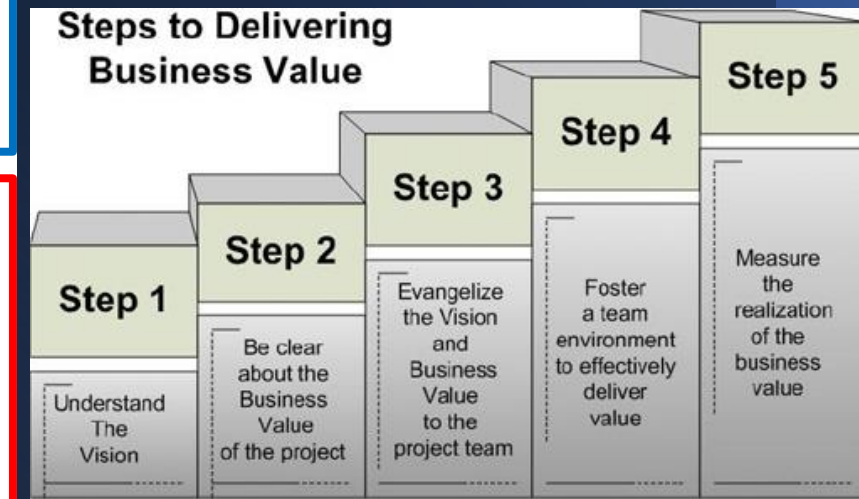 Steps to Delivering
Business Value
Step 1
Understand
The
Vision
Step 2
Be clear
about the
Business
Value
of the project
Step 3
Evangelize
the Vision
and
Business
Value
to the
project team
Step 4
Foster
a team
environment
to effectively
deliver
value
Step 5
Measure
the
realization
of the
business
value